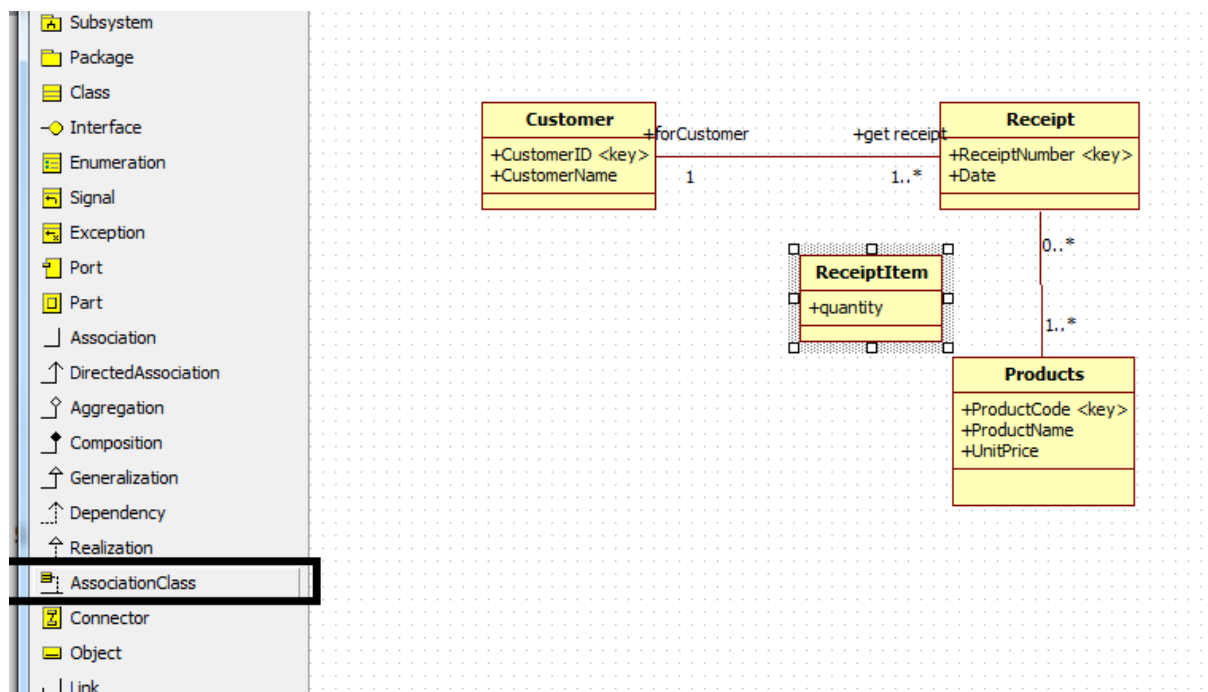 Subsystem
Package
Class
Interface
Enumeration
Signal
Exception
Port
Part
Association
DirectedAssociation
Aggregation
Composition
Generalization
Dependency
Realization
AssociationClass
Connector
Object
Link
Customer
+CustomerID <key>
+CustomerName
+forCustomer
+get receipt
1
1..*
Receipt
+ReceiptNumber <key>
+Date
0..*
ReceiptItem
+quantity
1..*
Products
+ProductCode <key>
+ProductName
+UnitPrice